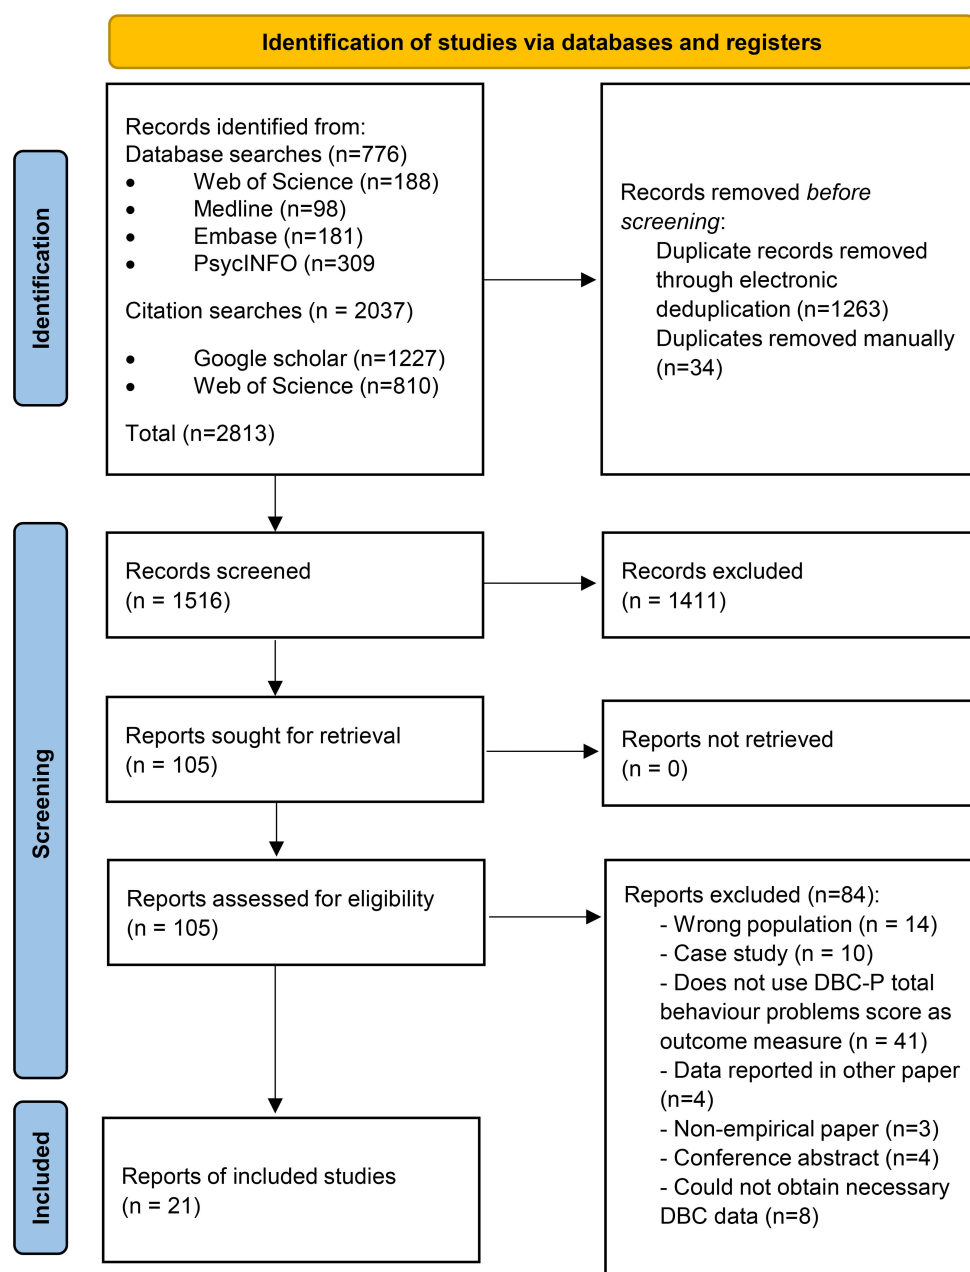 Identification of studies via databases and registers
Identification
Records identified from:
Database searches (n=776)
• Web of Science (n=188)
• Medline (n=98)
• Embase (n=181)
• PsycINFO (n=309
Citation searches (n = 2037)
• Google scholar (n=1227)
• Web of Science (n=810)
Total (n=2813)
Records removed before
screening:
Duplicate records removed
through electronic
deduplication (n=1263)
Duplicates removed manually
(n=34)
Screening
Records screened
(n = 1516)
Records excluded
(n = 1411)
Reports sought for retrieval
(n = 105)
Reports not retrieved
(n = 0)
Reports assessed for eligibility
(n = 105)
Reports excluded (n=84):
- Wrong population (n = 14)
- Case study (n = 10)
- Does not use DBC-P total
behaviour problems score as
outcome measure (n = 41)
- Data reported in other paper
(n=4)
- Non-empirical paper (n=3)
- Conference abstract (n=4)
- Could not obtain necessary
DBC data (n=8)
Included
Reports of included studies
(n = 21)